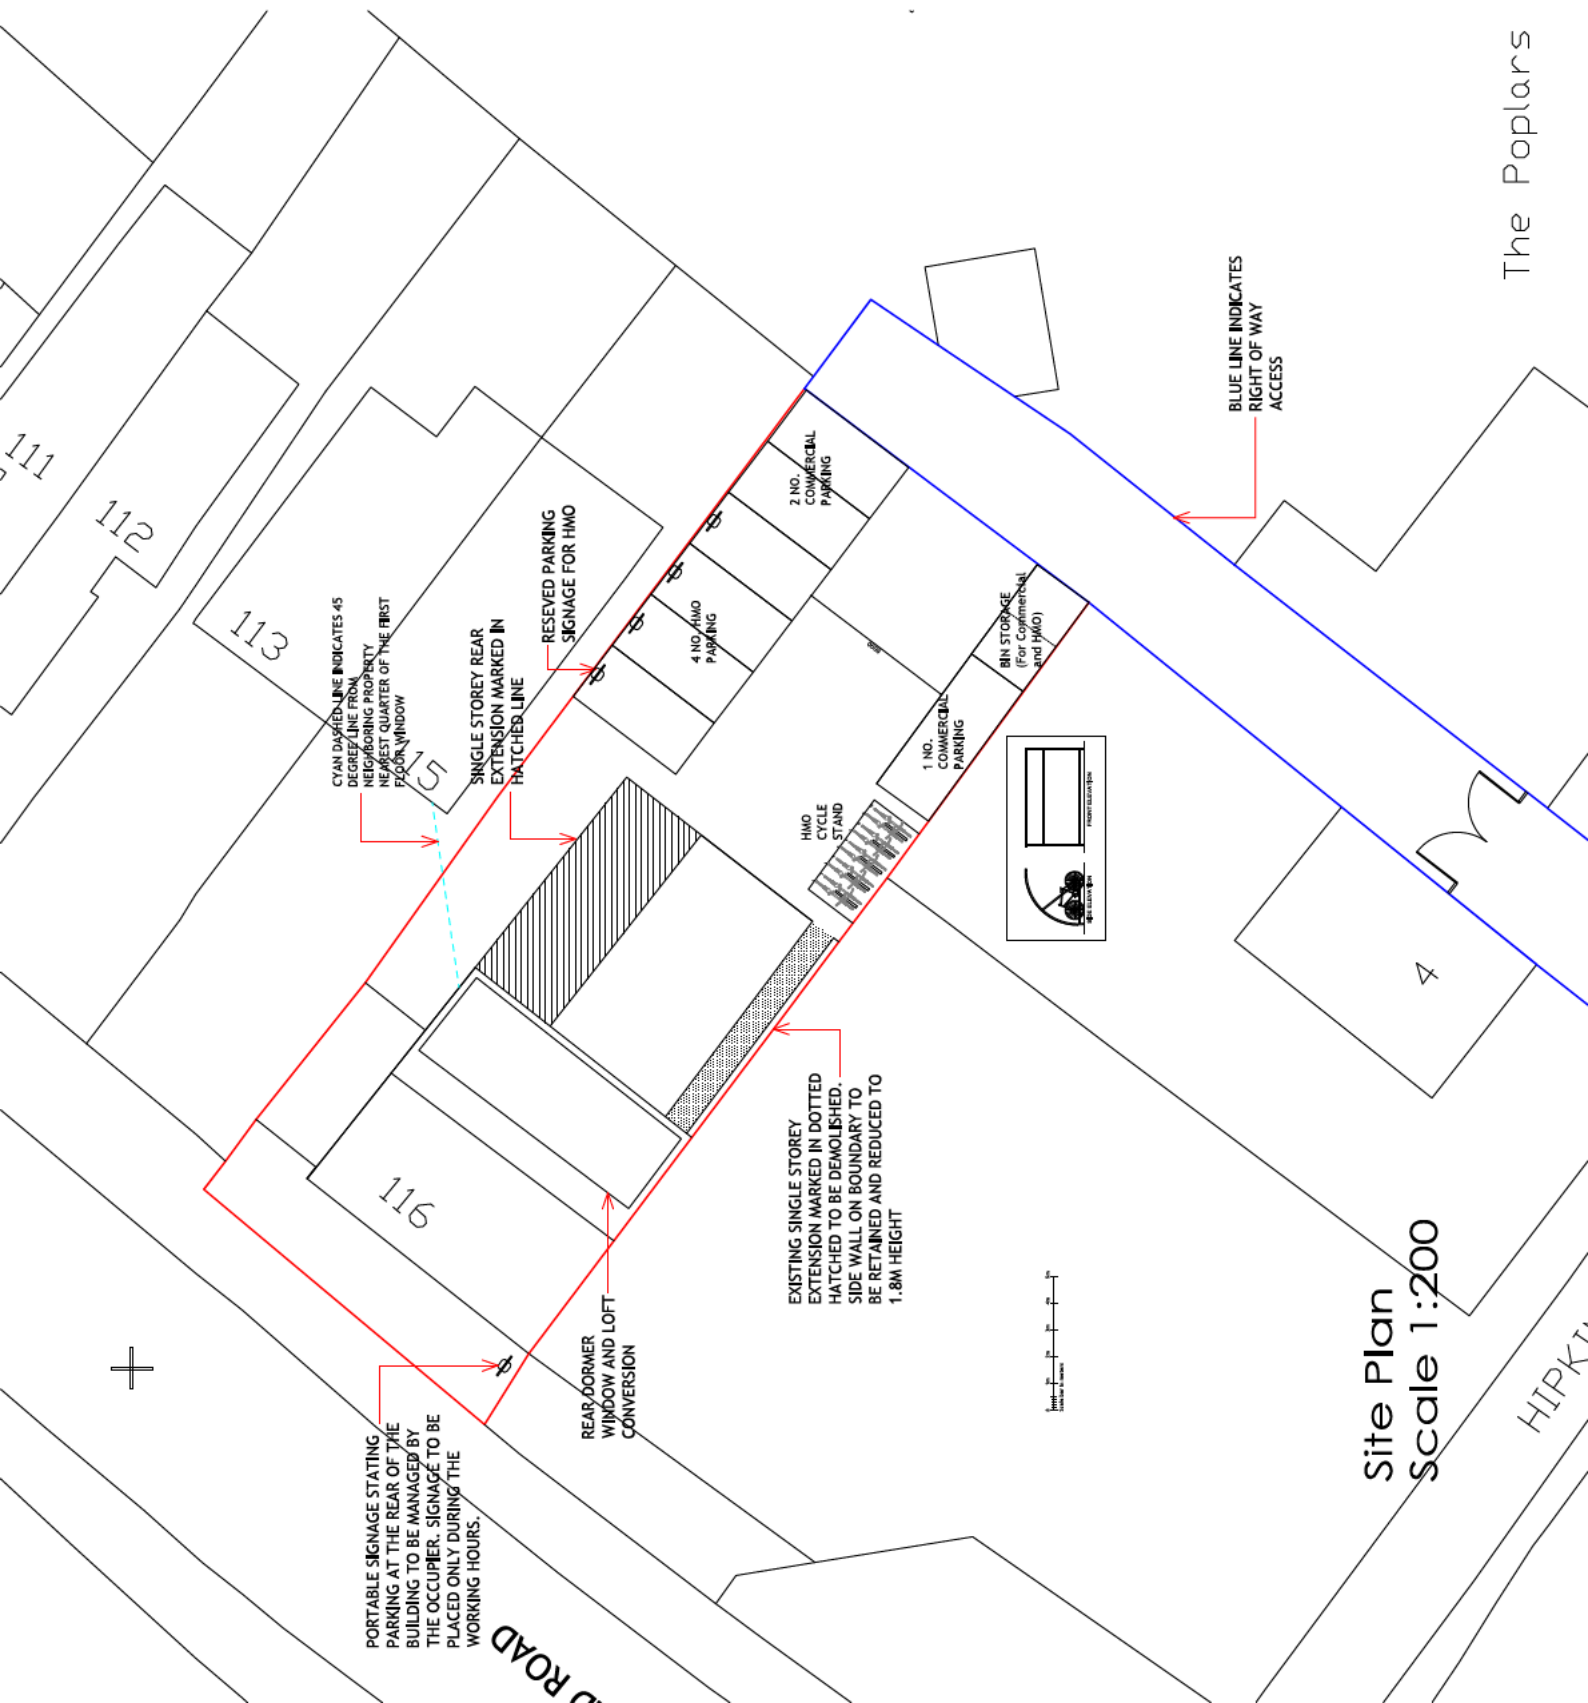 The Poplars
BLUE LINE INDICATES
RIGHT OF WAY
ACCESS
111
112
113
115
116
4
CYAN DASHED LINE INDICATES 45
DEGREE LINE FROM
NEIGHBORING PROPERTY
NEAREST QUARTER OF THE FIRST
FLOOR WINDOW
SINGLE STOREY REAR
EXTENSION MARKED IN
HATCHED LINE
RESEVED PARKING
SIGNAGE FOR HMO
2 NO.
COMMERCIAL
PARKING
4 NO. HMO
PARKING
BIN STORAGE
(For Commercial
and HMO)
1 NO.
COMMERCIAL
PARKING
HMO
CYCLE
STAND
SIDE ELEVATION
FRONT ELEVATION
EXISTING SINGLE STOREY
EXTENSION MARKED IN DOTTED
HATCHED TO BE DEMOLISHED.
SIDE WALL ON BOUNDARY TO
BE RETAINED AND REDUCED TO
1.8M HEIGHT
REAR DORMER
WINDOW AND LOFT
CONVERSION
PORTABLE SIGNAGE STATING
PARKING AT THE REAR OF THE
BUILDING TO BE MANAGED BY
THE OCCUPIER. SIGNAGE TO BE
PLACED ONLY DURING THE
WORKING HOURS.
Site Plan
Scale 1:200
ROAD